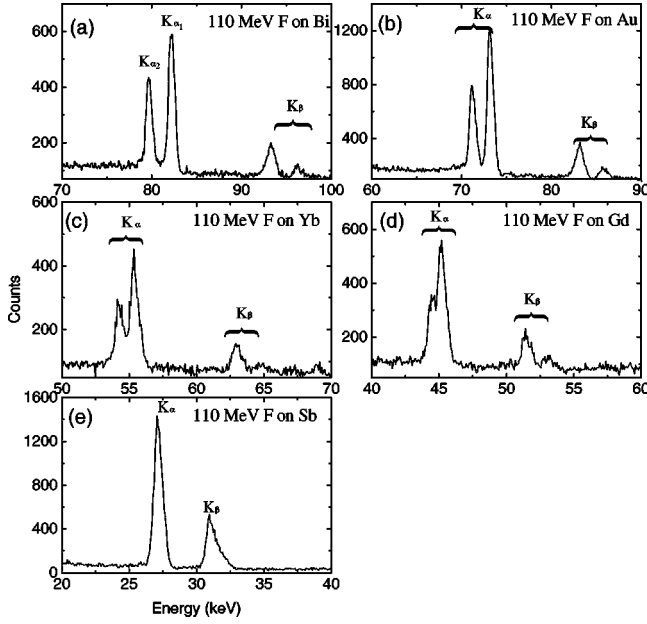 (a) 110 MeV F on Bi
Kα1
Kα2
Kβ
600
400
200
70 80 90 100
(b) 110 MeV F on Au
Kα
Kβ
1200
800
400
60 70 80 90
(c) 110 MeV F on Yb
Kα
Kβ
600
400
200
50 55 60 65 70
(d) 110 MeV F on Gd
Kα
Kβ
600
400
200
40 45 50 55 60
Counts
(e) 110 MeV F on Sb
Kα
Kβ
1600
1200
800
400
0
20 25 30 35 40
Energy (keV)